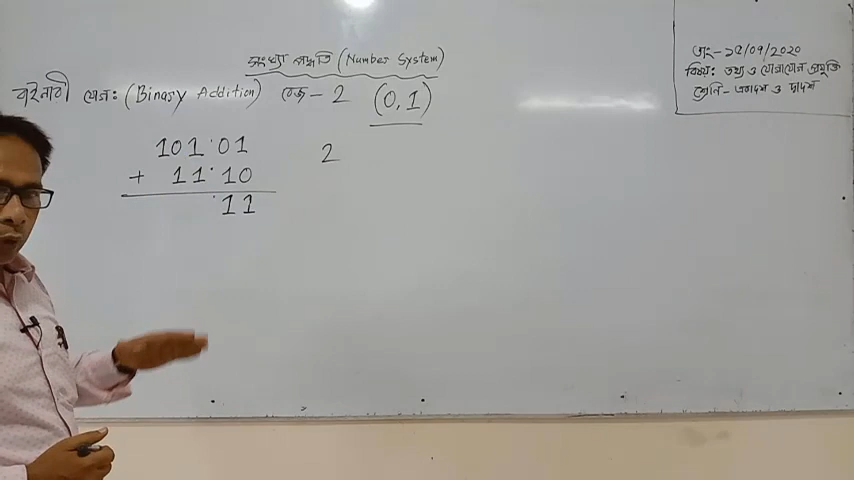 সংখ্যা পদ্ধতি (Number System)
বাইনারী যোগ: (Binary Addition) বেজ - 2 (0, 1)
101.01 2
+ 11.10
.11
তাং- ১৫/০৭/২০২০
বিষয়: তথ্য ও যোগাযোগ প্রযুক্তি
শ্রেণি- একাদশ ও দ্বাদশ